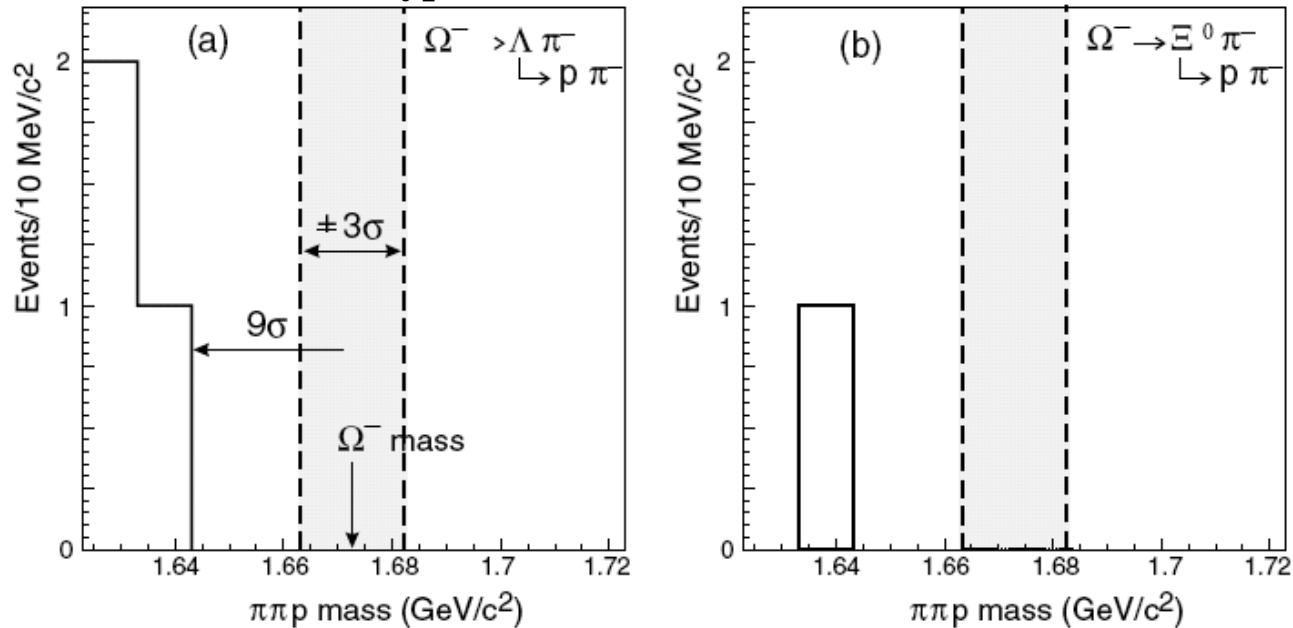 (a)
Ω⁻ >Λ π⁻
p π⁻
Events/10 MeV/c²
2
1
0
±3σ
9σ
Ω⁻ mass
1.64 1.66 1.68 1.7 1.72
ππp mass (GeV/c²)
(b)
Ω⁻ → Ξ⁰ π⁻
p π⁻
Events/10 MeV/c²
2
1
0
1.64 1.66 1.68 1.7 1.72
ππp mass (GeV/c²)